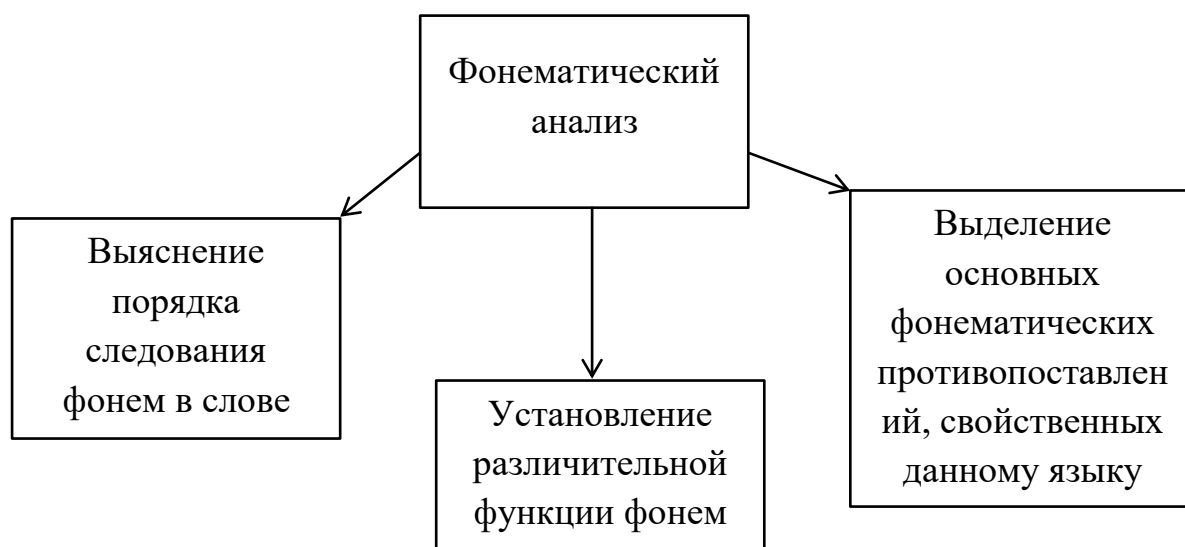 Фонематический
анализ
Выяснение
порядка
следования
фонем в слове
Установление
различительной
функции фонем
Выделение
основных
фонематических
противопоставлен
ий, свойственных
данному языку